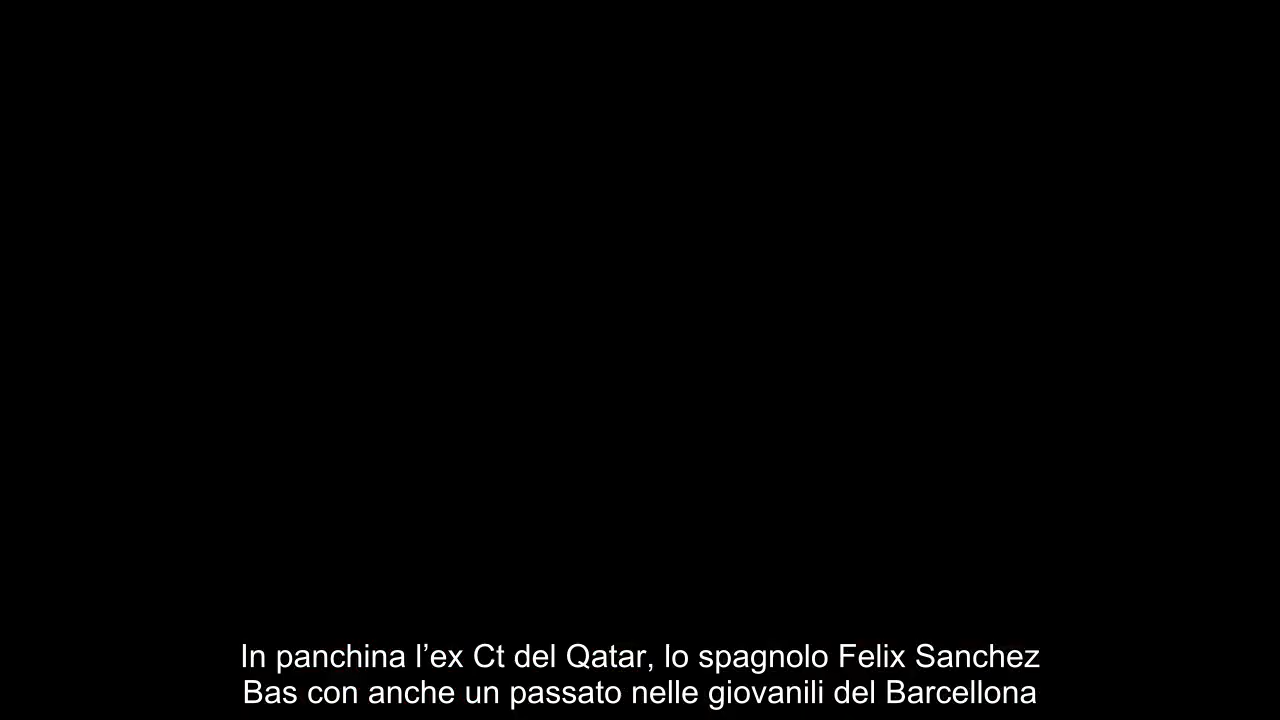 In panchina l’ex Ct del Qatar, lo spagnolo Felix Sanchez
Bas con anche un passato nelle giovanili del Barcellona